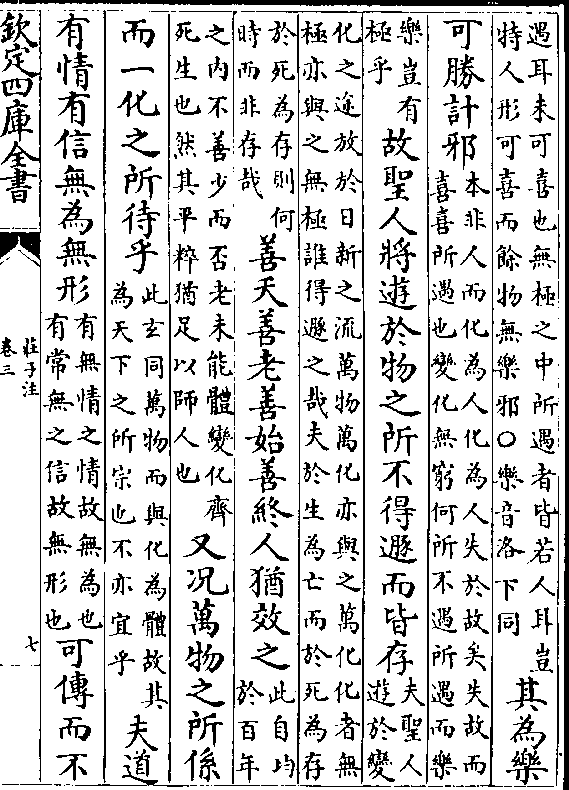 遇耳未可喜也無極之中所遇者皆若人耳豈
特人形可喜而餘物無樂邪○樂音洛下同
其為樂
可勝計邪
本非人而化為人化為人失於故矣失故而
喜喜所遇也變化無窮何所不遇所遇而樂
樂豈有
極乎
故聖人將遊於物之所不得遯而皆存
夫聖人
遊於變
化之途放於日新之流萬物萬化亦與之萬化化者無
極亦與之無極誰得遯之哉夫於生為亡而於死為存
於死為存則何
時而非存哉
善夭善老善始善終人猶效之
此自均
於百年
之内不善少而否老未能體變化齊
死生也然其平粹猶足以師人也
又況萬物之所係
而一化之所待乎
此玄同萬物而與化為體故其
為天下之所宗也不亦宜乎
夫道
有情有信無為無形
有無情之情故無為也
有常無之信故無形也
可傳而不
欽定四庫全書
莊子注
卷三
七